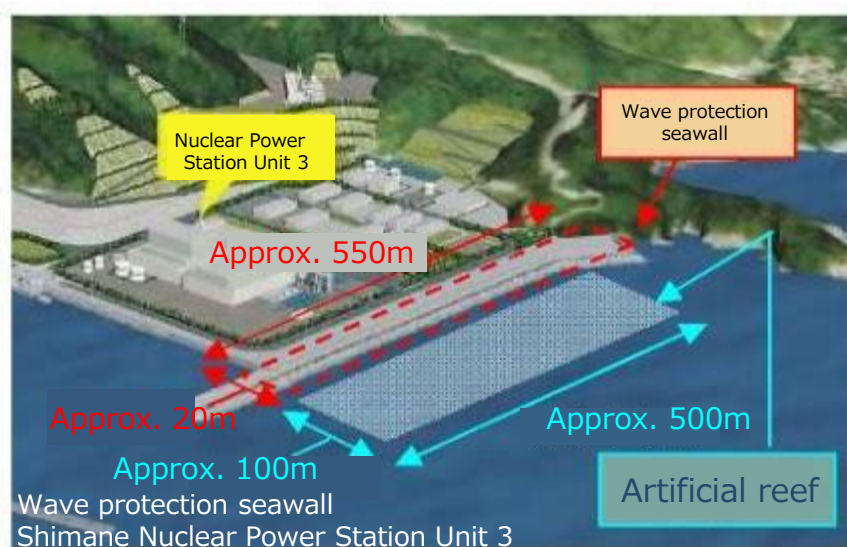 Wave protection
seawall
Nuclear Power
Station Unit 3
Approx. 550m
Approx. 20m
Approx. 500m
Approx. 100m
Artificial reef
Wave protection seawall
Shimane Nuclear Power Station Unit 3